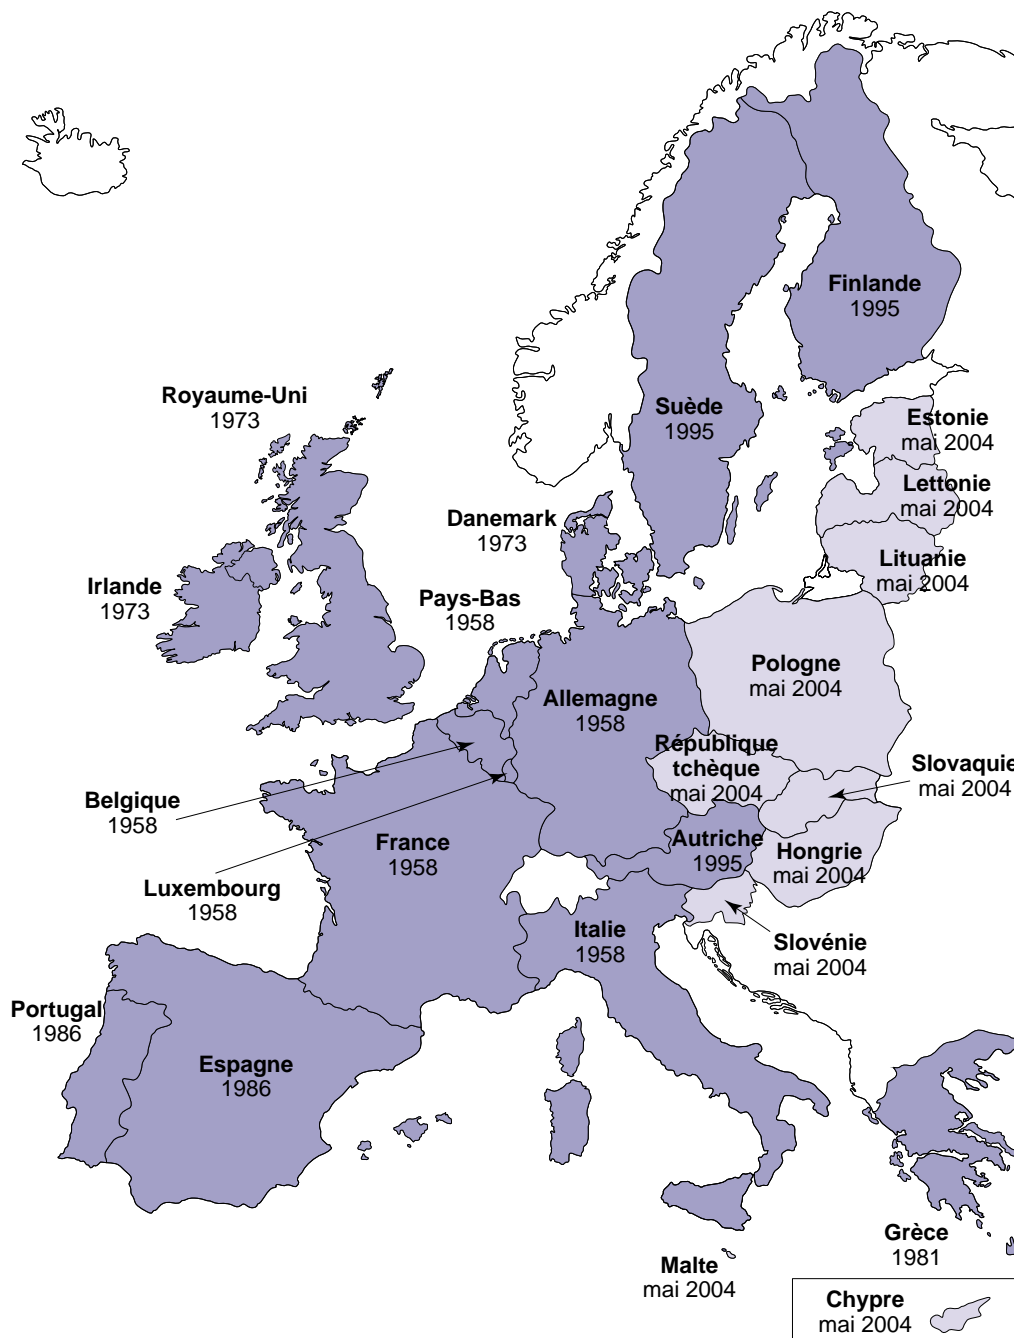 Finlande
1995
Royaume-Uni
1973
Suède
1995
Estonie
mai 2004
Lettonie
mai 2004
Danemark
1973
Lituanie
mai 2004
Irlande
1973
Pays-Bas
1958
Pologne
mai 2004
Allemagne
1958
République
tchèque
mai 2004
Slovaquie
mai 2004
Belgique
1958
France
1958
Autriche
1995
Hongrie
mai 2004
Luxembourg
1958
Italie
1958
Slovénie
mai 2004
Portugal
1986
Espagne
1986
Grèce
1981
Malte
mai 2004
Chypre
mai 2004